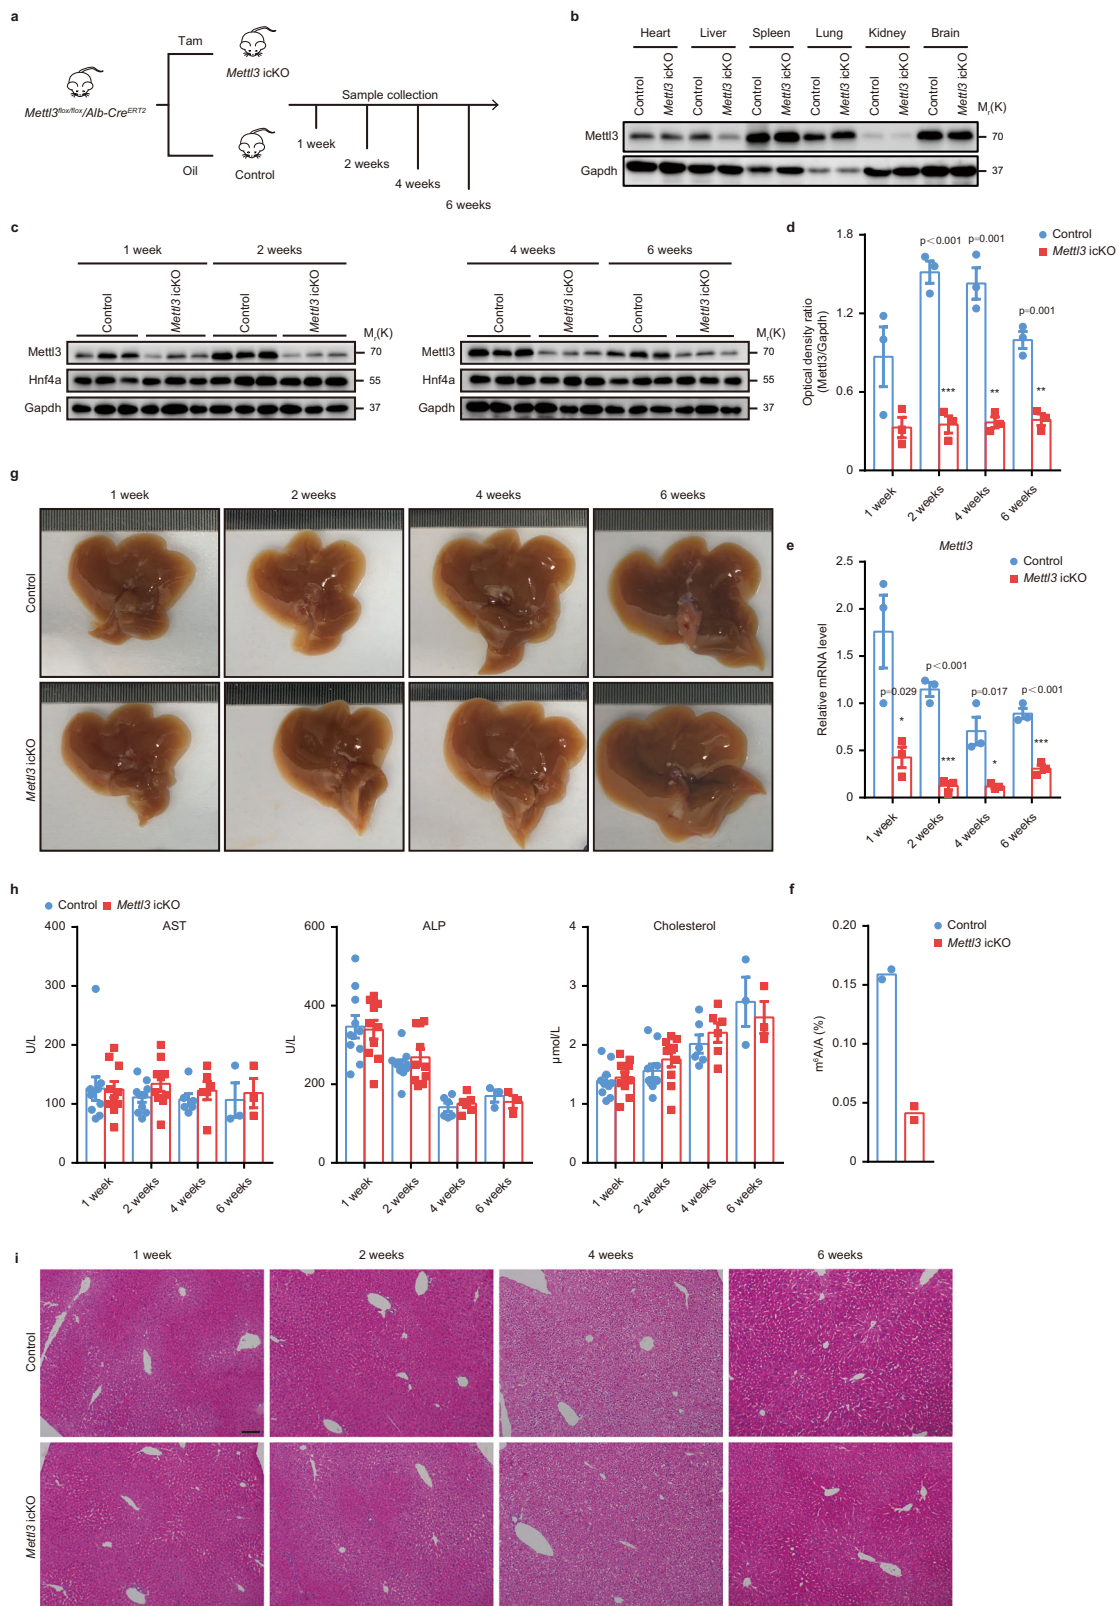 a
Tam
Mettl3 icKO
Mettl3flox/flox/Alb-CreERT2
Sample collection
1 week
2 weeks
4 weeks
6 weeks
Oil
Control
b
Heart Liver Spleen Lung Kidney Brain
Control Mettl3 icKO Control Mettl3 icKO Control Mettl3 icKO Control Mettl3 icKO Control Mettl3 icKO Control Mettl3 icKO
Mr(K)
Mettl3 70
Gapdh 37
c
1 week 2 weeks
Control Mettl3 icKO Control Mettl3 icKO
Mr(K)
Mettl3 70
Hnf4a 55
Gapdh 37
4 weeks 6 weeks
Control Mettl3 icKO Control Mettl3 icKO
Mr(K)
Mettl3 70
Hnf4a 55
Gapdh 37
d
Control
Mettl3 icKO
Optical density ratio
(Mettl3/Gapdh)
1.8
1.2
0.6
0
p<0.001
p=0.001
p=0.001
*** ** **
1 week 2 weeks 4 weeks 6 weeks
g
1 week 2 weeks 4 weeks 6 weeks
Control
Mettl3 icKO
e
Mettl3
Control
Mettl3 icKO
Relative mRNA level
2.5
2.0
1.5
1.0
0.5
0
p=0.029
p<0.001
p=0.017
p<0.001
* *** * ***
1 week 2 weeks 4 weeks 6 weeks
h
Control Mettl3 icKO
AST
U/L
400
300
200
100
0
1 week 2 weeks 4 weeks 6 weeks
ALP
U/L
600
400
200
0
1 week 2 weeks 4 weeks 6 weeks
Cholesterol
μmol/L
4
3
2
1
0
1 week 2 weeks 4 weeks 6 weeks
f
Control
Mettl3 icKO
m6A/A (%)
0.20
0.15
0.10
0.05
0
i
1 week 2 weeks 4 weeks 6 weeks
Control
Mettl3 icKO